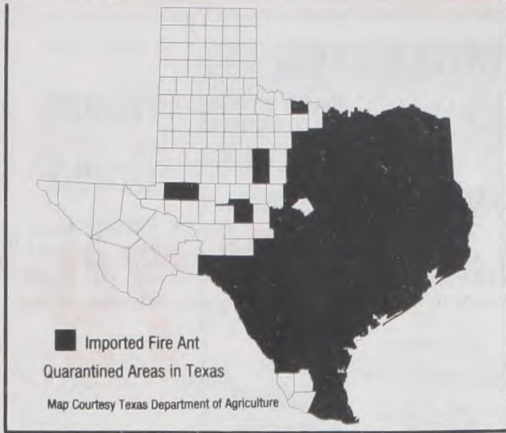 Imported Fire Ant
Quarantined Areas in Texas
Map Courtesy Texas Department of Agriculture